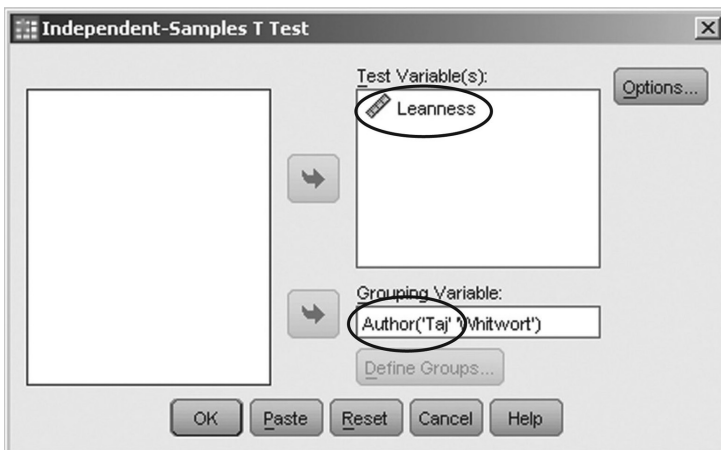 Independent-Samples T Test
Test Variable(s):
Options...
Leanness
Grouping Variable:
Author('Taj' 'Whitwort')
Define Groups...
OK Paste Reset Cancel Help